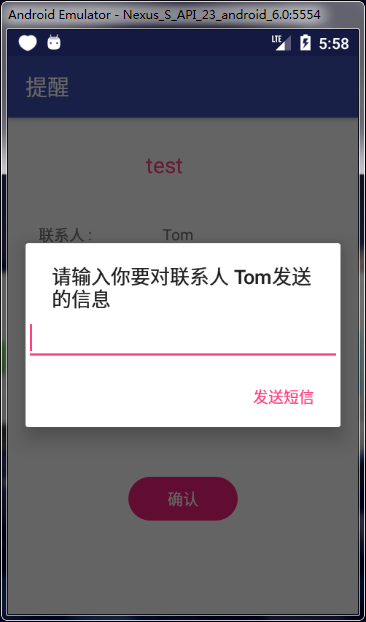 Android Emulator - Nexus_S_API_23_android_6.0:5554
LTE 5:58
提醒
test
联系人 : Tom
请输入你要对联系人 Tom发送
的信息
发送短信
确认